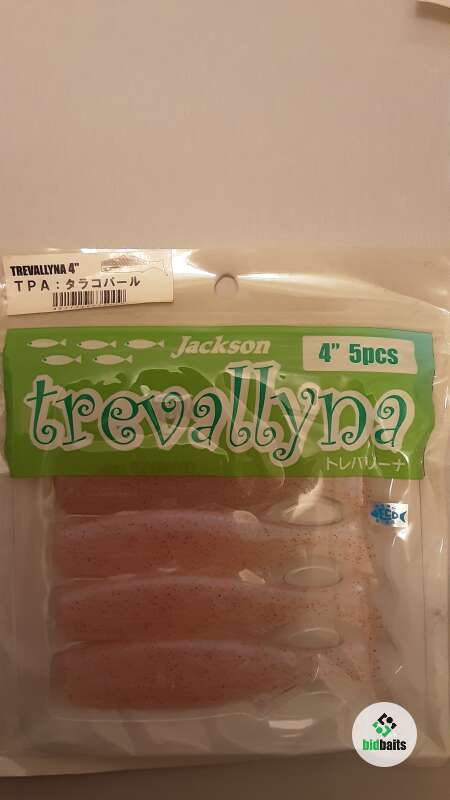 TREVALLYNA 4"
TPA：タラコパール
Jackson
4” 5pcs
trevallyna
トレバリーナ
bidbaits